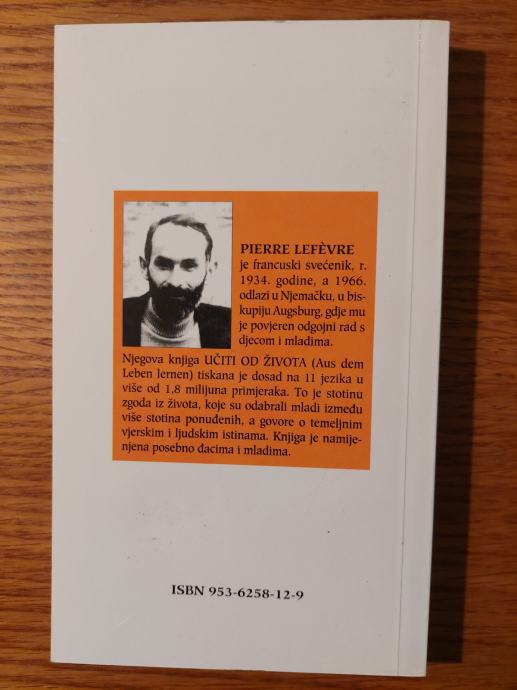 PIERRE LEFÈVRE
je francuski svećenik, r.
1934. godine, a 1966.
odlazi u Njemačku, u bis-
kupiju Augsburg, gdje mu
je povjeren odgojni rad s
djecom i mladima.
Njegova knjiga UČITI OD ŽIVOTA (Aus dem
Leben lernen) tiskana je dosad na 11 jezika u
više od 1,8 milijuna primjeraka. To je stotinu
zgoda iz života, koje su odabrali mladi između
više stotina ponuđenih, a govore o temeljnim
vjerskim i ljudskim istinama. Knjiga je namije-
njena posebno đacima i mladima.
ISBN 953-6258-12-9